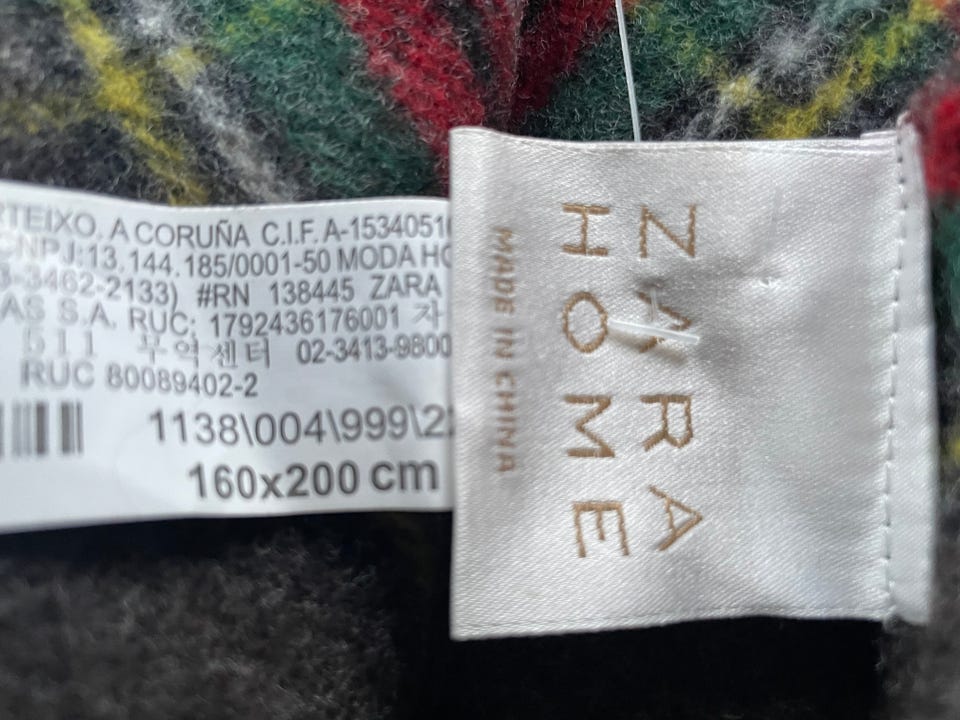 RTEIXO, A CORUÑA C.I.F. A-1534051
CNPJ:13.144.185/0001-50 MODA HO
3-3462-2133) #RN 138445 ZARA
AS S.A. RUC: 1792436176001 자
511 무역센터 02-3413-9800
RUC 80089402-2
1138\004\999\2
160x200 cm
ZARA
HOME
MADE IN CHINA